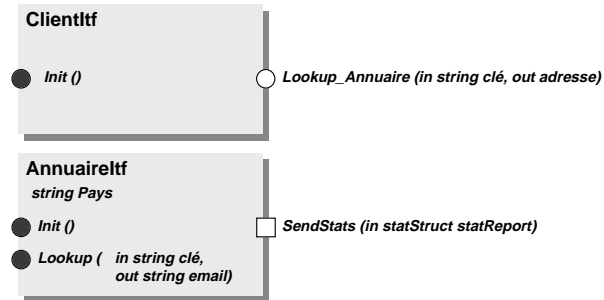 ClientItf
Init ()
Lookup_Annuaire (in string clé, out adresse)
AnnuaireItf
string Pays
Init ()
SendStats (in statStruct statReport)
Lookup ( in string clé,
out string email)